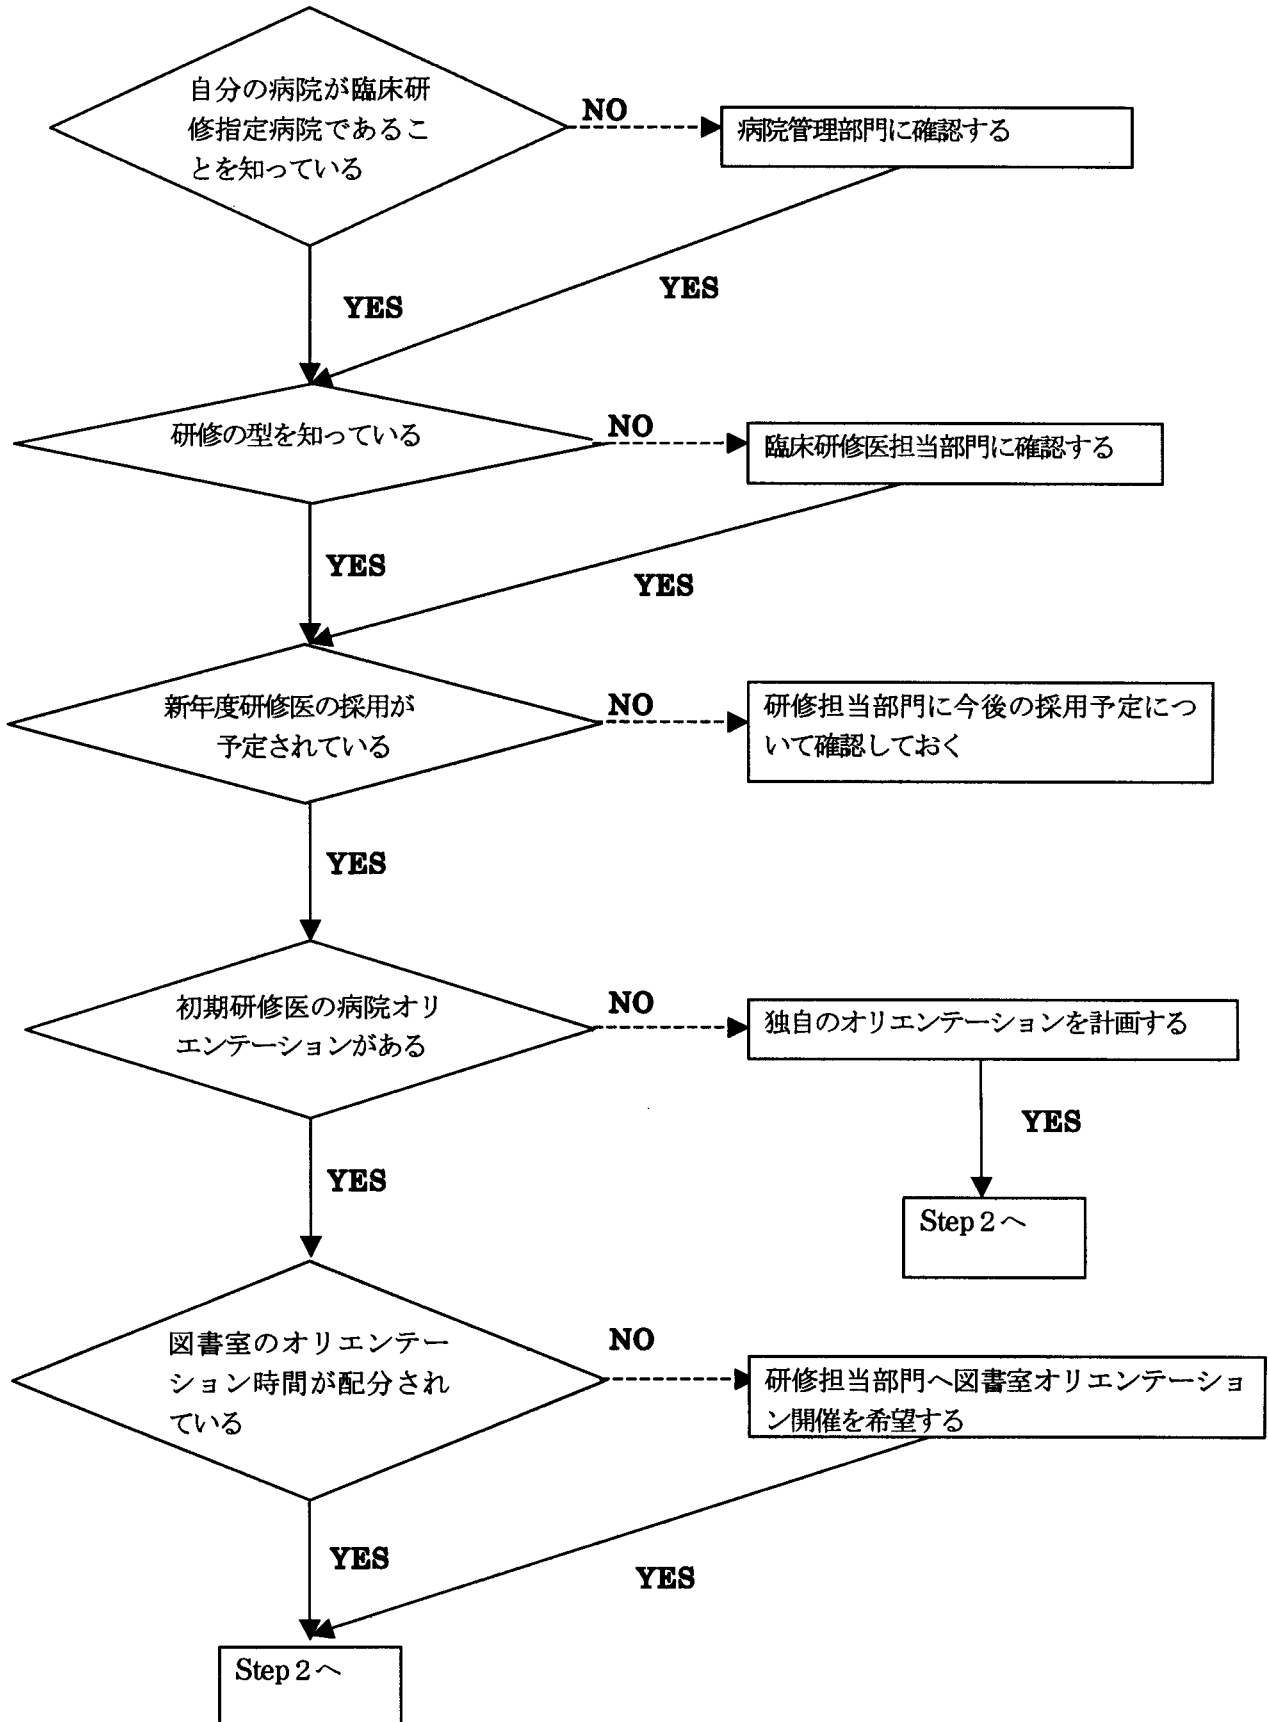 自分の病院が臨床研
修指定病院であるこ
とを知っている
NO
病院管理部門に確認する
YES
YES
研修の型を知っている
NO
臨床研修医担当部門に確認する
YES
YES
新年度研修医の採用が
予定されている
NO
研修担当部門に今後の採用予定につ
いて確認しておく
YES
初期研修医の病院オリ
エンテーションがある
NO
独自のオリエンテーションを計画する
YES
YES
Step 2 へ
図書室のオリエンテー
ション時間が配分され
ている
NO
研修担当部門へ図書室オリエンテーショ
ン開催を希望する
YES
YES
Step 2 へ